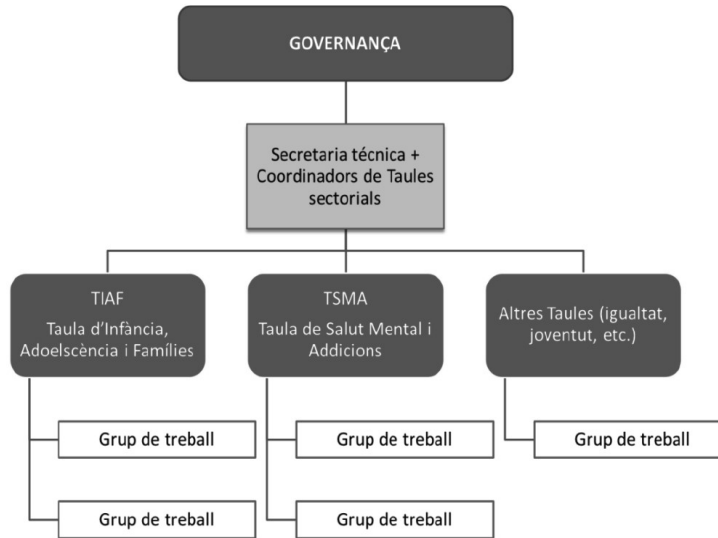 GOVERNANÇA
Secretaria técnica +
Coordinadors de Taules
sectorials
TIAF
Taula d'Infància,
Adoelscència i Famílies
TSMA
Taula de Salut Mental i
Addicions
Altres Taules (igualtat,
joventut, etc.)
Grup de treball
Grup de treball
Grup de treball
Grup de treball
Grup de treball